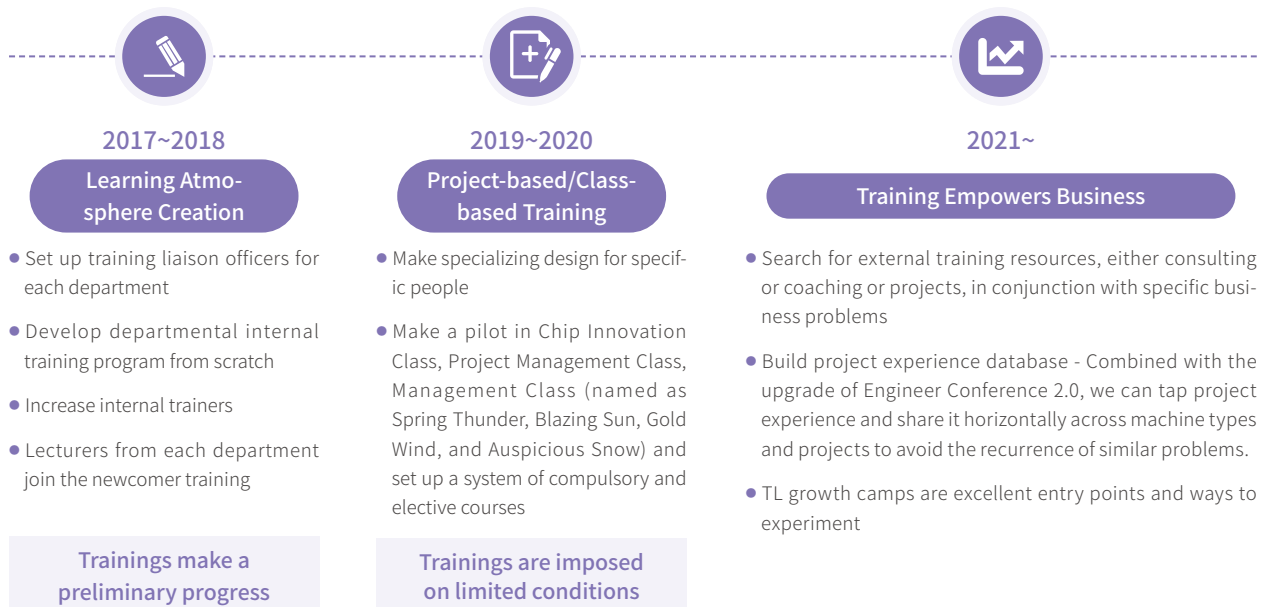 2017~2018
Learning Atmo-
sphere Creation
Set up training liaison officers for
each department
Develop departmental internal
training program from scratch
Increase internal trainers
Lecturers from each department
join the newcomer training
Trainings make a
preliminary progress
2019~2020
Project-based/Class-
based Training
Make specializing design for specif-
ic people
Make a pilot in Chip Innovation
Class, Project Management Class,
Management Class (named as
Spring Thunder, Blazing Sun, Gold
Wind, and Auspicious Snow) and
set up a system of compulsory and
elective courses
Trainings are imposed
on limited conditions
2021~
Training Empowers Business
Search for external training resources, either consulting
or coaching or projects, in conjunction with specific busi-
ness problems
Build project experience database - Combined with the
upgrade of Engineer Conference 2.0, we can tap project
experience and share it horizontally across machine types
and projects to avoid the recurrence of similar problems.
TL growth camps are excellent entry points and ways to
experiment